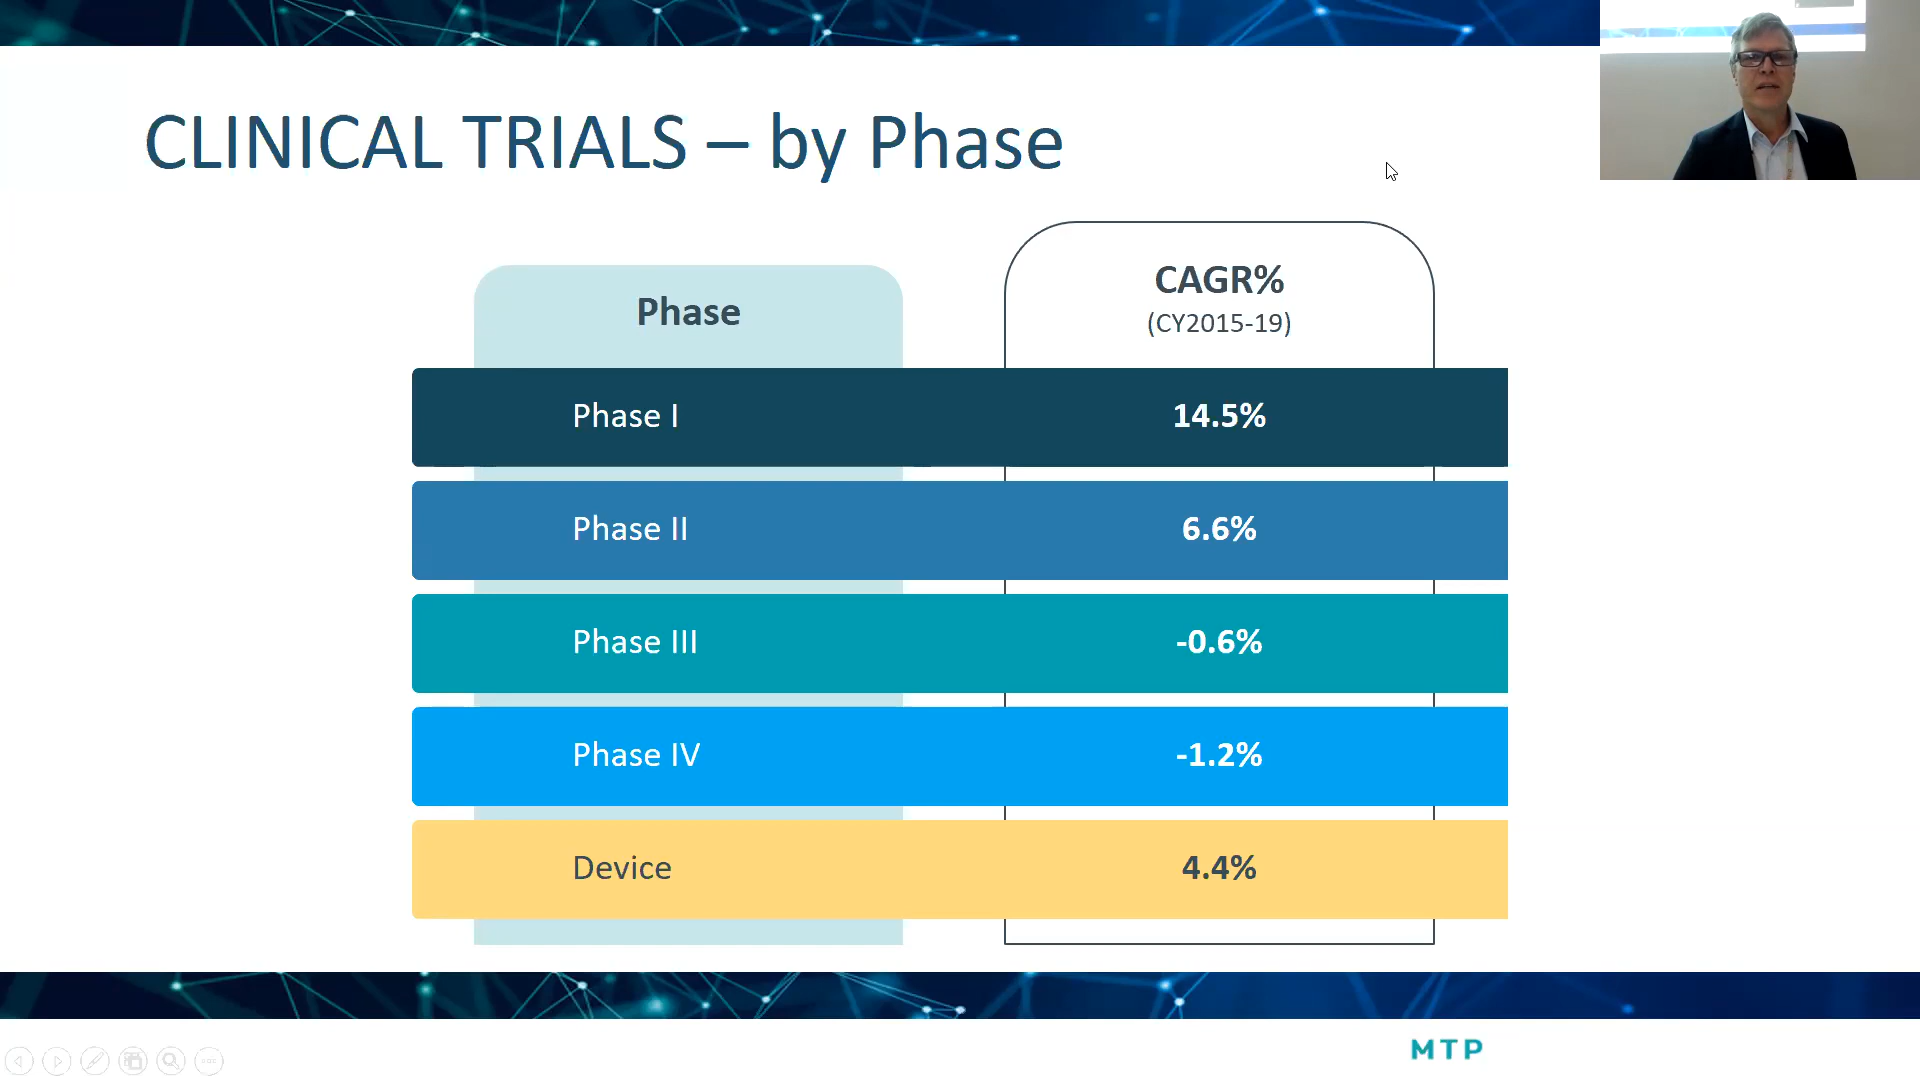 CLINICAL TRIALS – by Phase
Phase
CAGR%
(CY2015-19)
Phase I
14.5%
Phase II
6.6%
Phase III
-0.6%
Phase IV
-1.2%
Device
4.4%
MTP